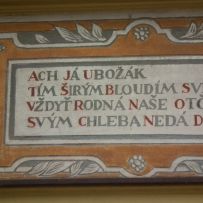 ACH JÁ UBOŽÁK
TÍM ŠIRÝM BLOUDÍM SV
VŽDYŤ RODNÁ NAŠE OTČ
SVÝM CHLEBA NEDÁ D